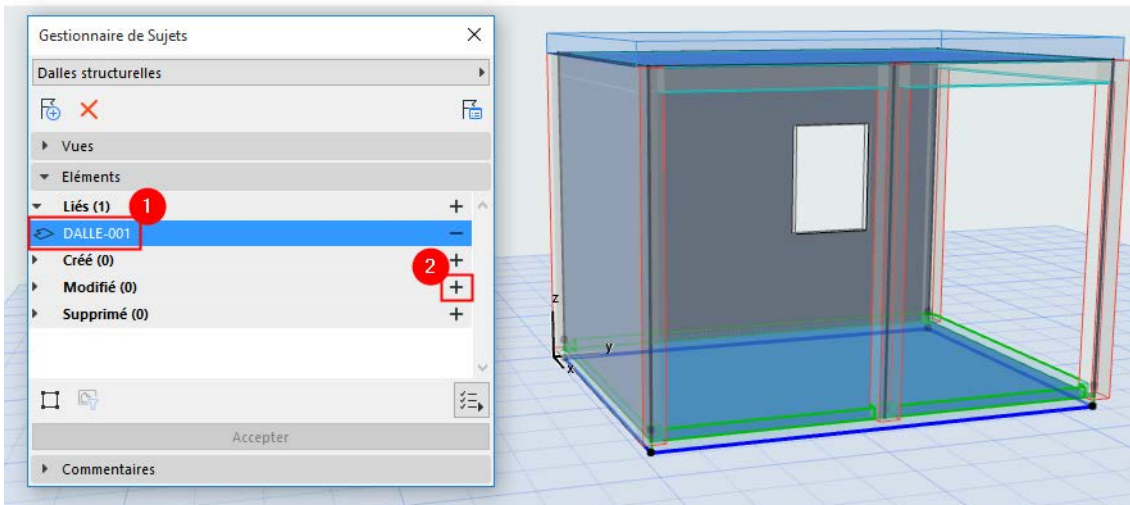 Gestionnaire de Sujets
Dalles structurelles
Vues
Eléments
Liés (1)
1
DALLE-001
Créé (0)
2
Modifié (0)
Supprimé (0)
Accepter
Commentaires
z
y
x